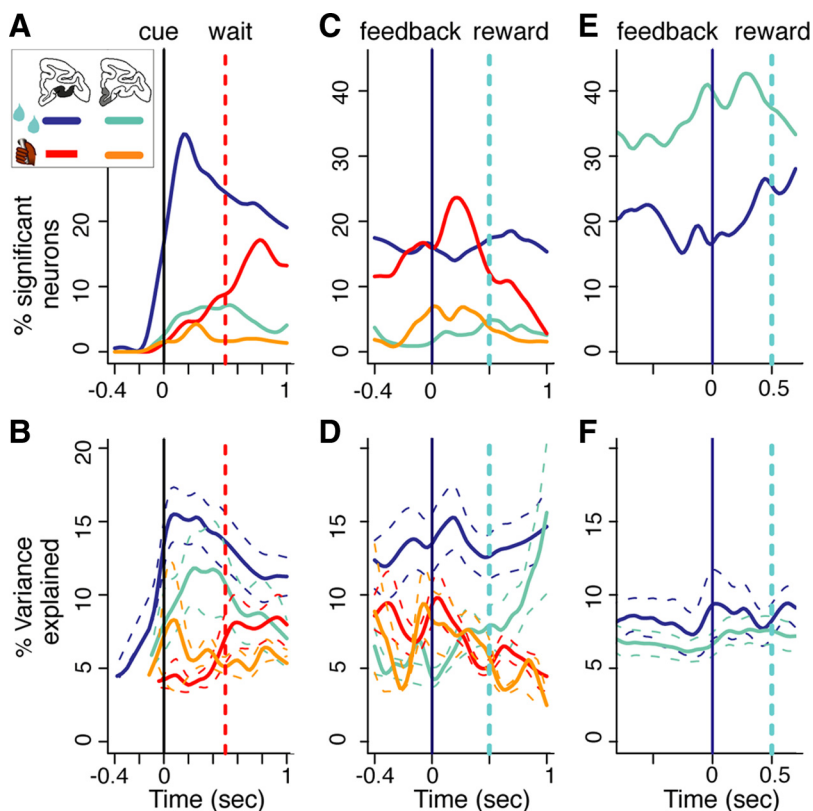 A
cue wait
% significant
neurons
0 10 20 30 40
-0.4 0 1
C
feedback reward
0 10 20 30 40
-0.4 0 1
E
feedback reward
0 10 20 30 40
0 0.5
B
% Variance
explained
0 5 10 15 20
-0.4 0 1
Time (sec)
D
0 5 10 15
-0.4 0 1
Time (sec)
F
0 5 10 15
0 0.5
Time (sec)